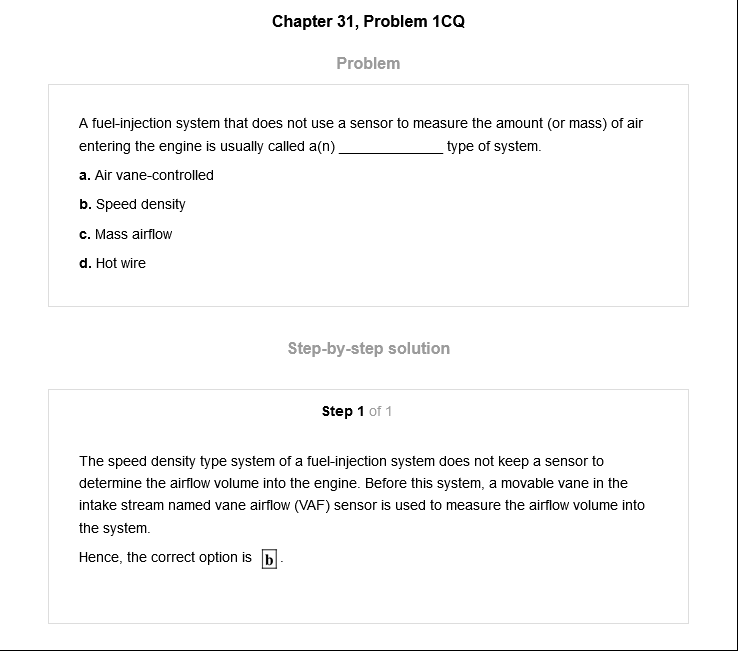 Chapter 31, Problem 1CQ
Problem
A fuel-injection system that does not use a sensor to measure the amount (or mass) of air
entering the engine is usually called a(n) _____________ type of system.
a. Air vane-controlled
b. Speed density
c. Mass airflow
d. Hot wire
Step-by-step solution
Step 1 of 1
The speed density type system of a fuel-injection system does not keep a sensor to
determine the airflow volume into the engine. Before this system, a movable vane in the
intake stream named vane airflow (VAF) sensor is used to measure the airflow volume into
the system.
Hence, the correct option is b.